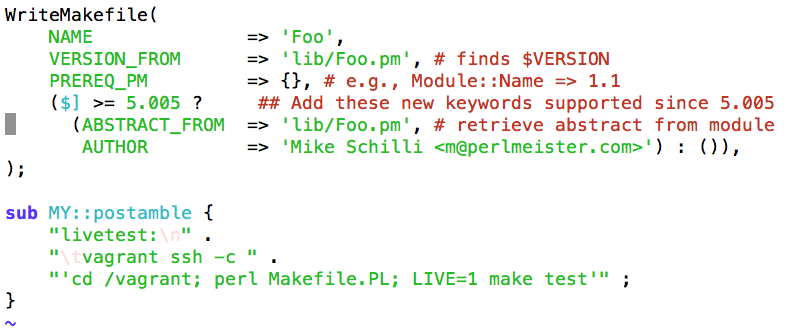 WriteMakefile(
    NAME              => 'Foo',
    VERSION_FROM      => 'lib/Foo.pm', # finds $VERSION
    PREREQ_PM         => {}, # e.g., Module::Name => 1.1
    ($] >= 5.005 ?     ## Add these new keywords supported since 5.005
      (ABSTRACT_FROM  => 'lib/Foo.pm', # retrieve abstract from module
       AUTHOR         => 'Mike Schilli <m@perlmeister.com>') : ()),
);

sub MY::postamble {
    "livetest:\n" .
    "\tvagrant ssh -c " .
    "'cd /vagrant; perl Makefile.PL; LIVE=1 make test'" ;
}
~